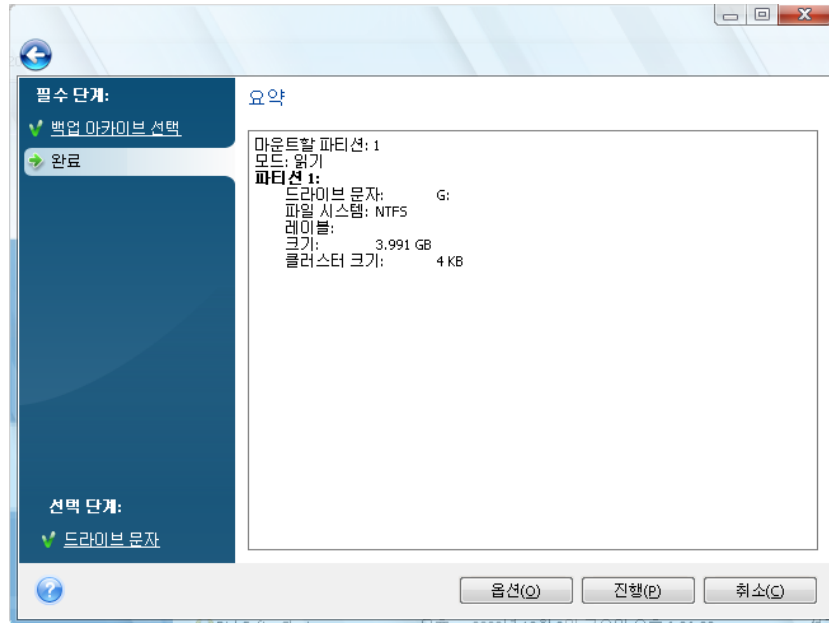 필수 단계:
백업 아카이브 선택
완료
요약
마운트할 파티션: 1
모드: 읽기
파티션 1:
드라이브 문자: G:
파일 시스템: NTFS
레이블:
크기: 3.991 GB
클러스터 크기: 4 KB
선택 단계:
드라이브 문자
옵션(O)
진행(P)
취소(C)